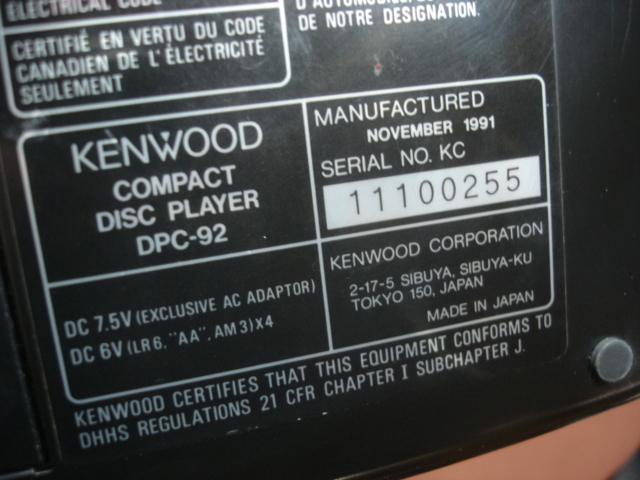 ELECTRICAL CODE
CERTIFIÉ EN VERTU DU CODE
CANADIEN DE L'ÉLECTRICITÉ
SEULEMENT
DE NOTRE DESIGNATION.
KENWOOD
COMPACT
DISC PLAYER
DPC-92
MANUFACTURED
NOVEMBER 1991
SERIAL NO. KC
11100255
DC 7.5V (EXCLUSIVE AC ADAPTOR)
DC 6V (LR6, "AA", AM3)X4
KENWOOD CORPORATION
2-17-5 SIBUYA, SIBUYA-KU
TOKYO 150, JAPAN
MADE IN JAPAN
KENWOOD CERTIFIES THAT THIS EQUIPMENT CONFORMS TO
DHHS REGULATIONS 21 CFR CHAPTER I SUBCHAPTER J.